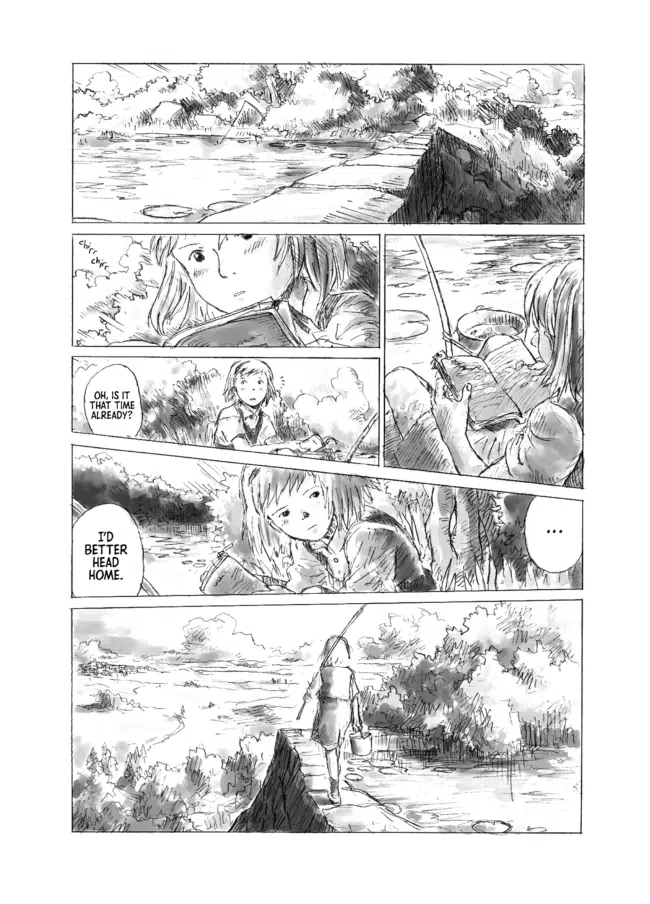 chirr
chirr
OH, IS IT
THAT TIME
ALREADY?
I'D
BETTER
HEAD
HOME.
...